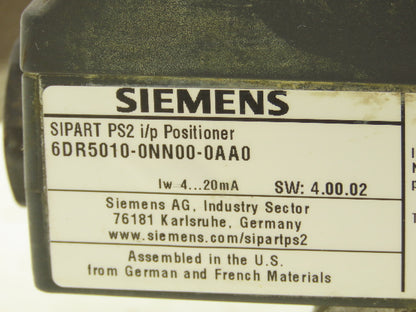 SIEMENS
SIPART PS2 i/p Positioner
6DR5010-0NN00-0AA0
Iw 4...20mA SW: 4.00.02
Siemens AG, Industry Sector
76181 Karlsruhe, Germany
www.siemens.com/sipartps2
Assembled in the U.S.
from German and French Materials